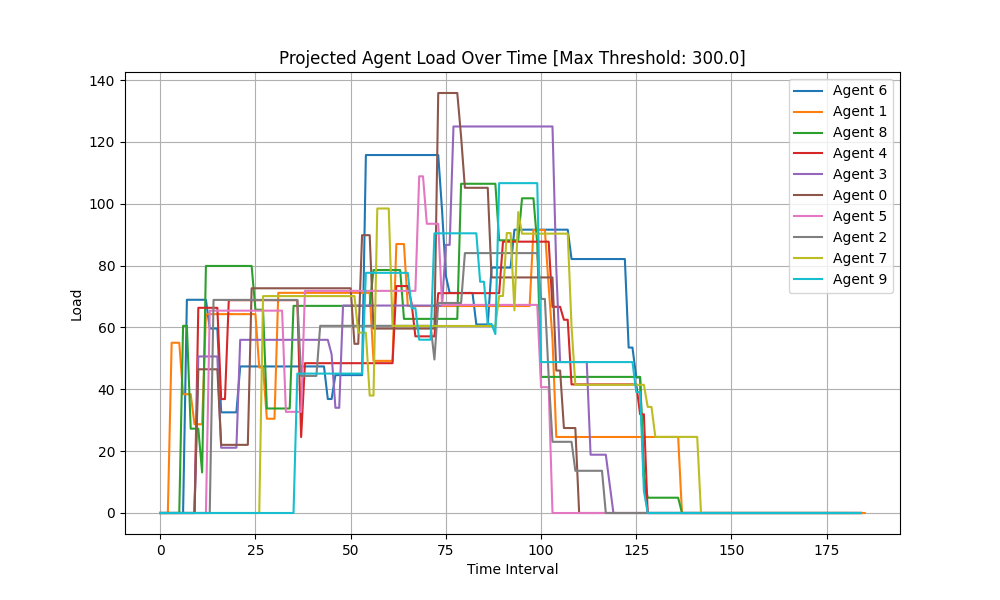 Projected Agent Load Over Time [Max Threshold: 300.0]
140
120
100
80
60
40
20
0
Load
0 25 50 75 100 125 150 175
Time Interval
Agent 6
Agent 1
Agent 8
Agent 4
Agent 3
Agent 0
Agent 5
Agent 2
Agent 7
Agent 9